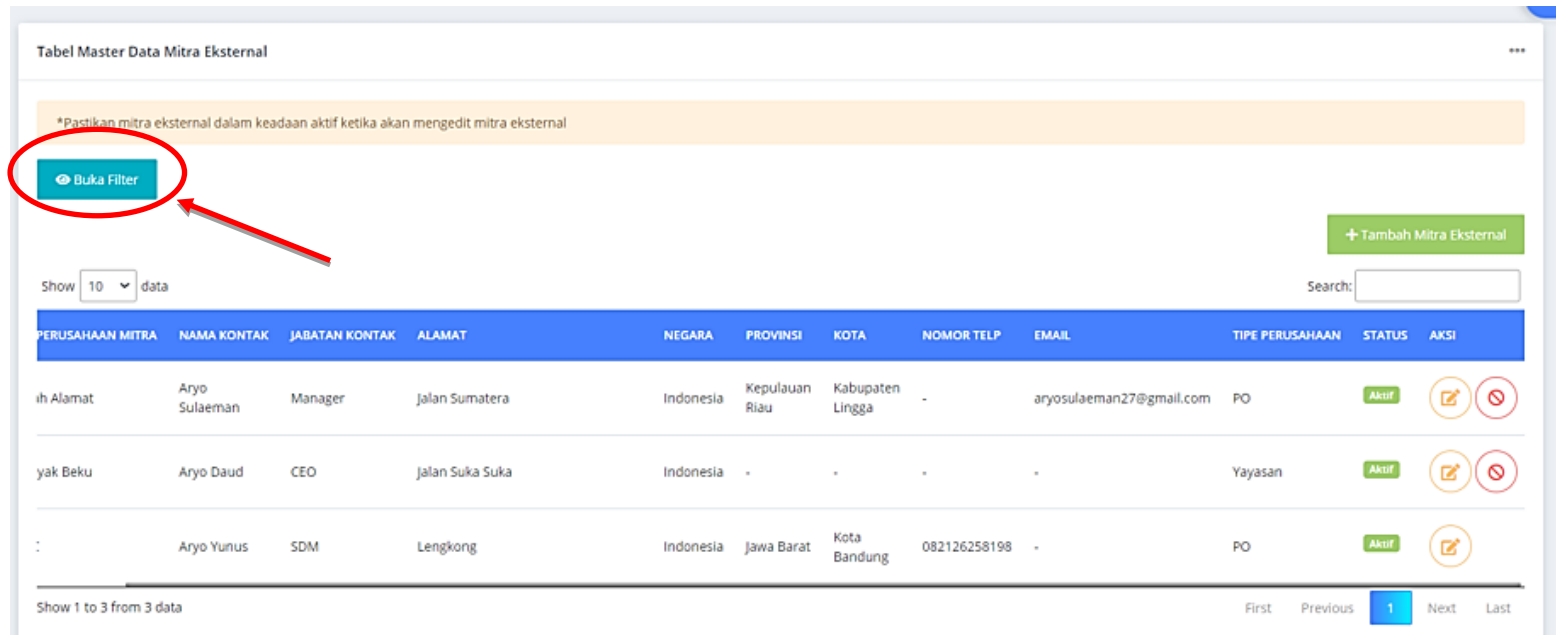 Tabel Master Data Mitra Eksternal
*Pastikan mitra eksternal dalam keadaan aktif ketika akan mengedit mitra eksternal
Buka Filter
+ Tambah Mitra Eksternal
Show 10 data Search:
PERUSAHAAN MITRA NAMA KONTAK JABATAN KONTAK ALAMAT NEGARA PROVINSI KOTA NOMOR TELP EMAIL TIPE PERUSAHAAN STATUS AKSI
Alamat Aryo Sulaeman Manager Jalan Sumatera Indonesia Kepulauan Riau Kabupaten Lingga - aryosulaeman27@gmail.com PO Aktif
yak Beku Aryo Daud CEO Jalan Suka Suka Indonesia - - - - Yayasan Aktif
Aryo Yunus SDM Lengkong Indonesia Jawa Barat Kota Bandung 082126258198 - PO Aktif
Show 1 to 3 from 3 data First Previous 1 Next Last